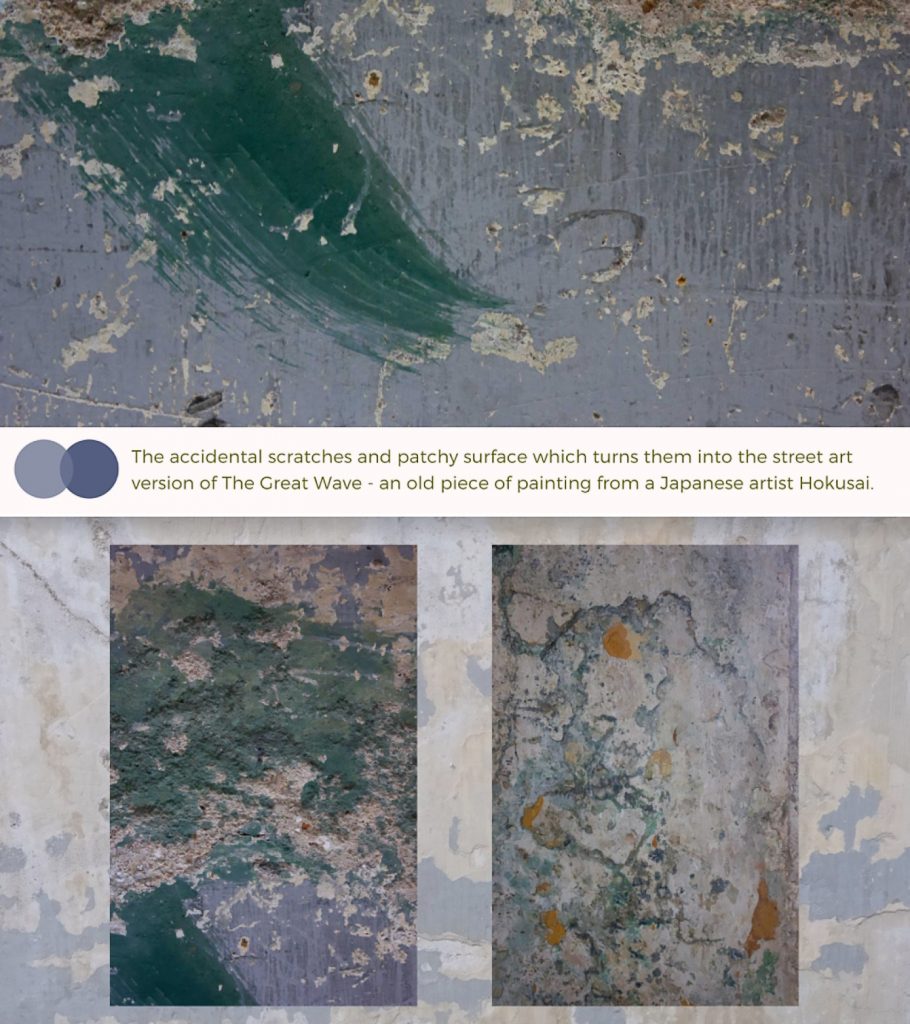 The accidental scratches and patchy surface which turns them into the street art
version of The Great Wave - an old piece of painting from a Japanese artist Hokusai.